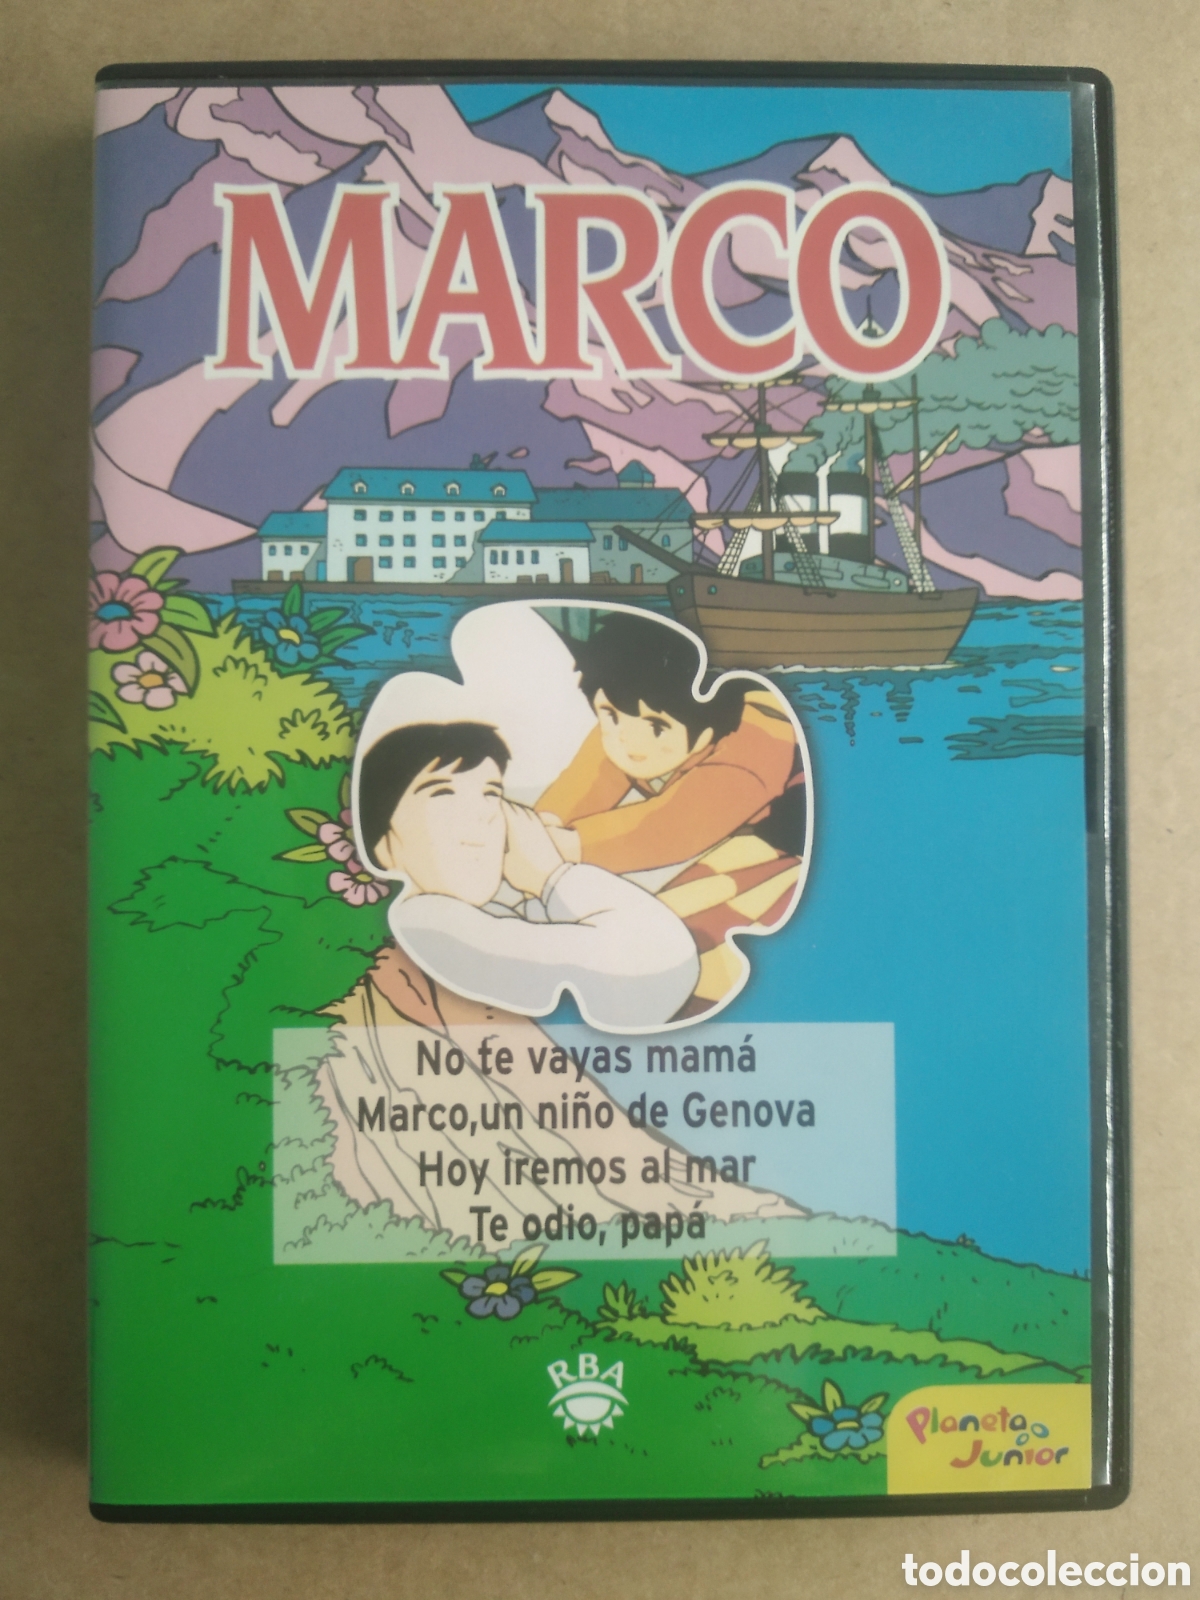 MARCO
No te vayas mamá
Marco,un niño de Genova
Hoy iremos al mar
Te odio, papá
RBA
Planeta
Junior
todocoleccion